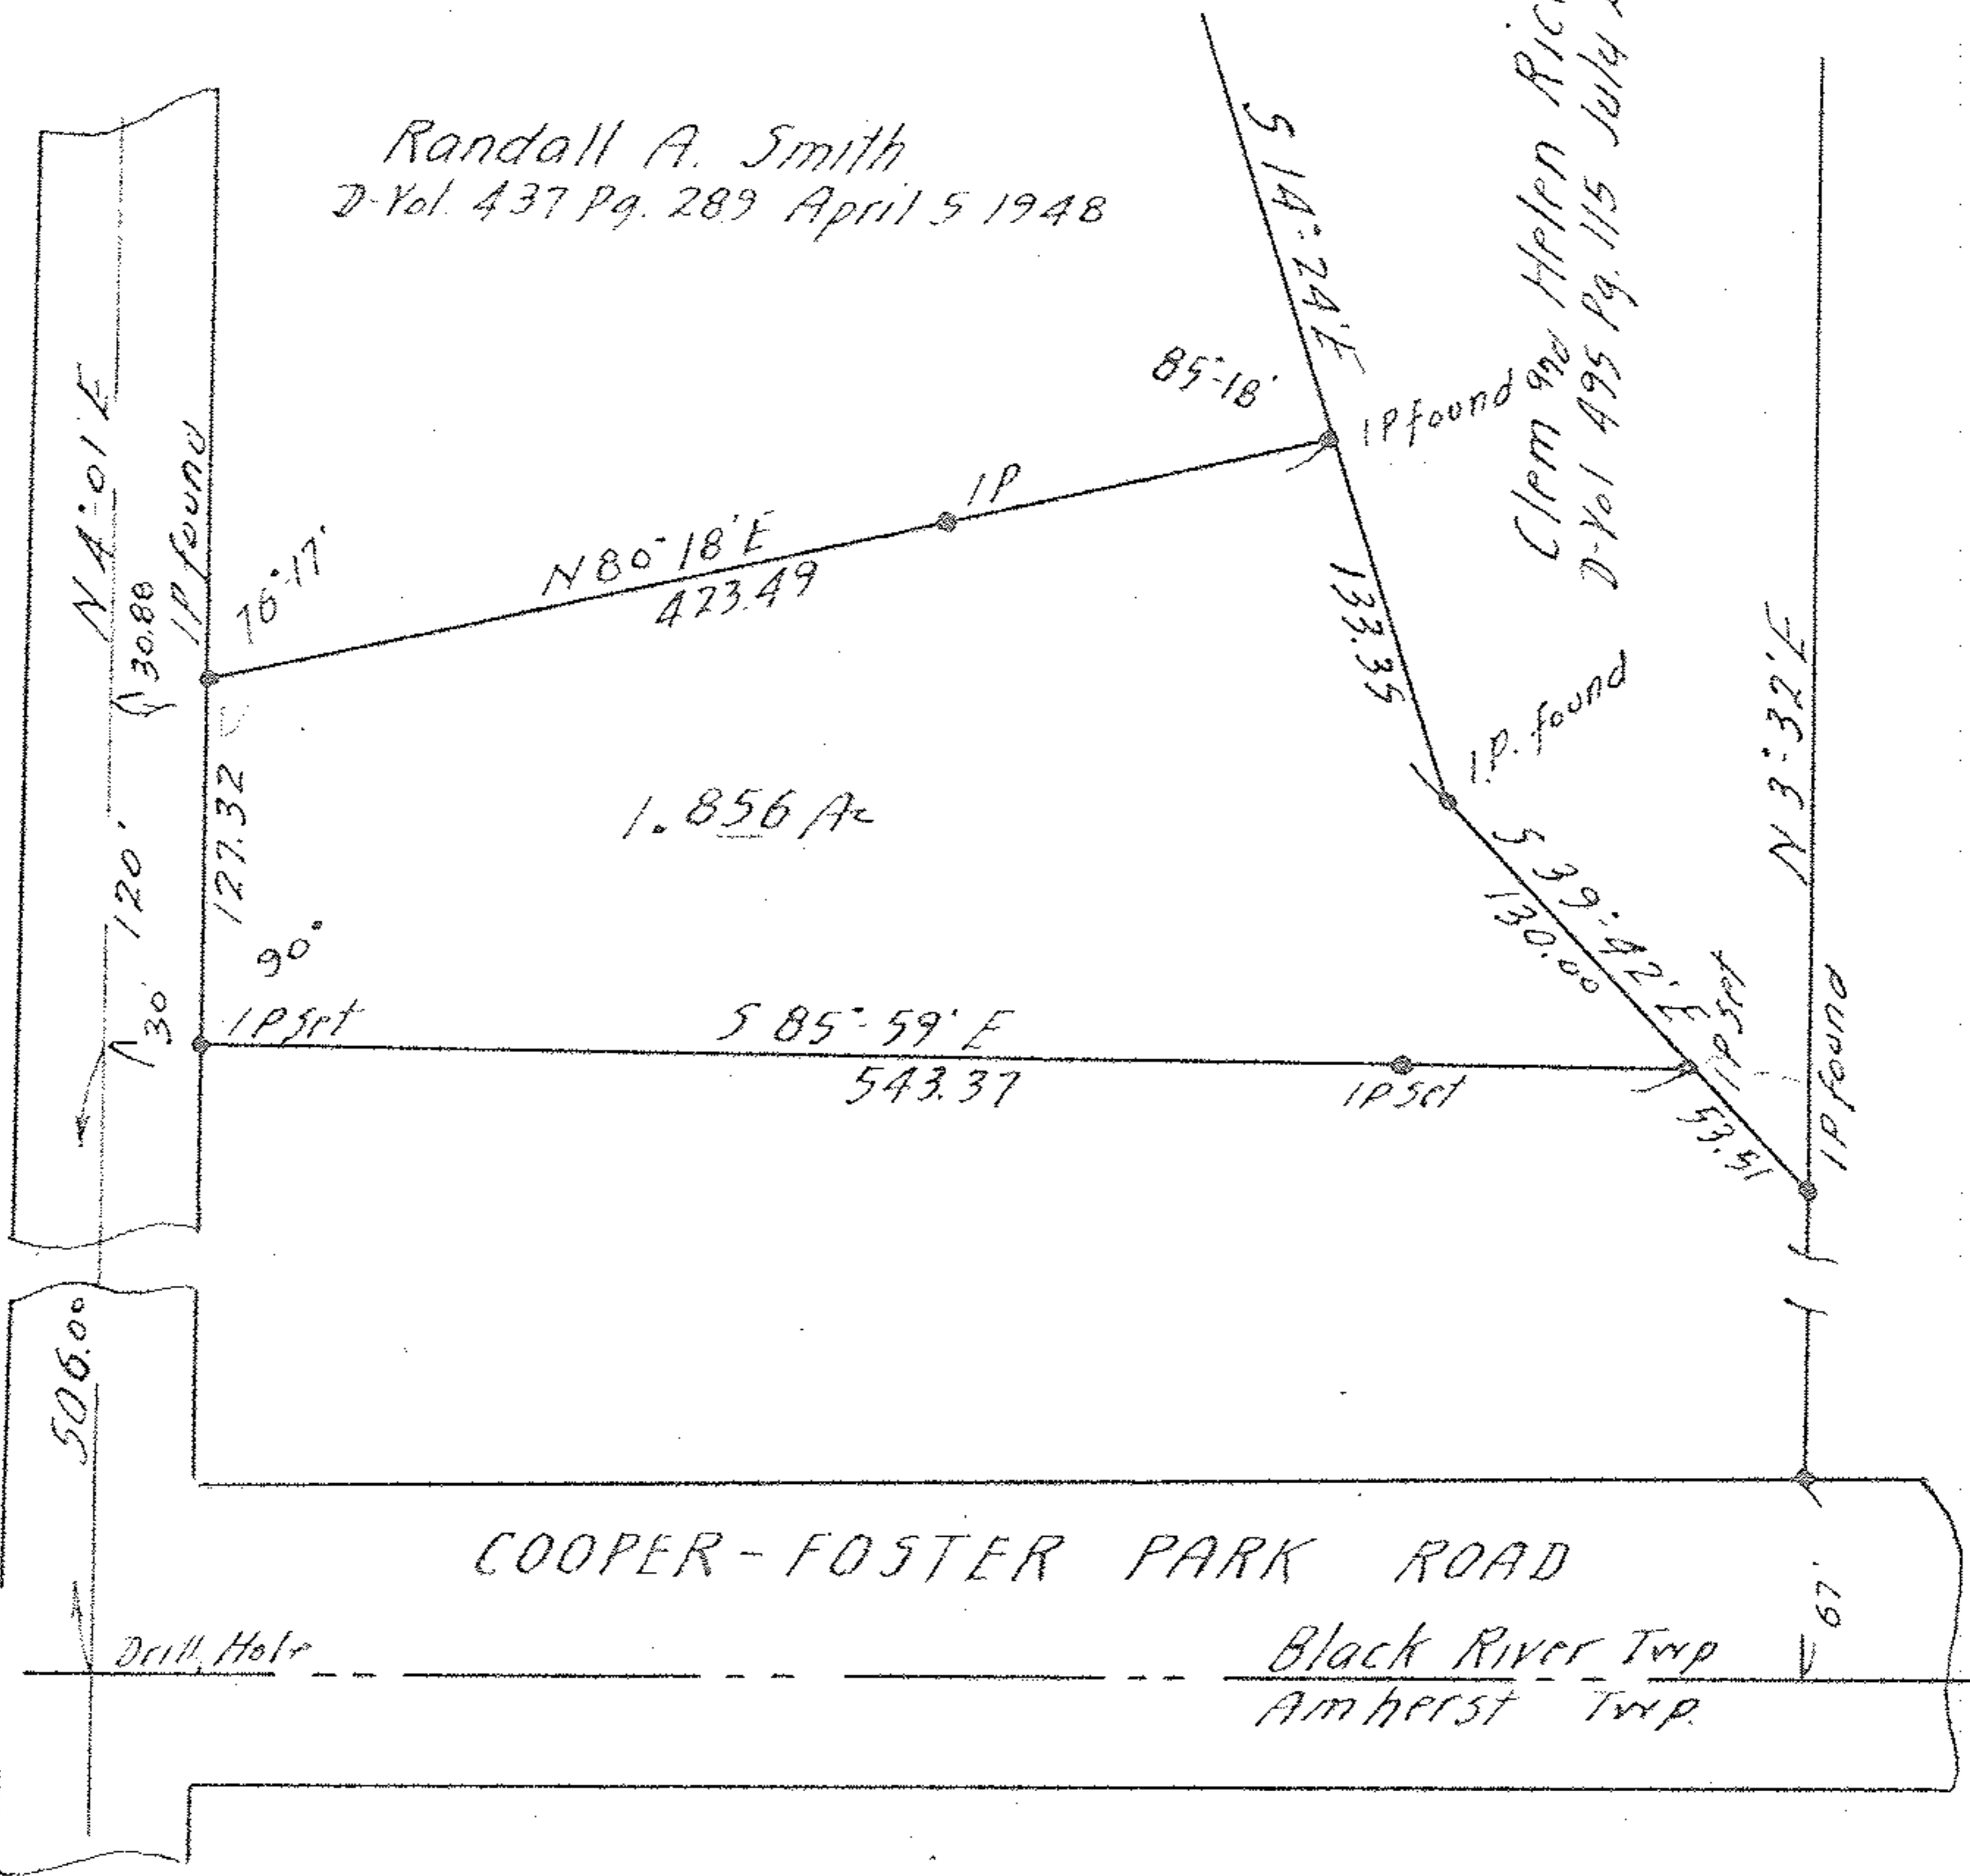 Randall A. Smith
D-Vol. 437 Pg. 289 April 5 1948
S 14°-24' E
Clem and Helen
D-Vol 495 Pg. 115 July
N 4°-01' E
IP found
30.88
76°-17'
N 80°-18' E
423.49
IP
85°-18'
IP found
133.35
I.P. found
N 3°-32' E
127.32
120'
1.856 Ac
S 39°-42' E
130.00
90°
30'
IP set
S 85°-59' E
543.37
IP set
IP set
53.51
IP found
506.00
COOPER-FOSTER PARK ROAD
67'
Drill Hole
Black River Twp
Amherst Twp.